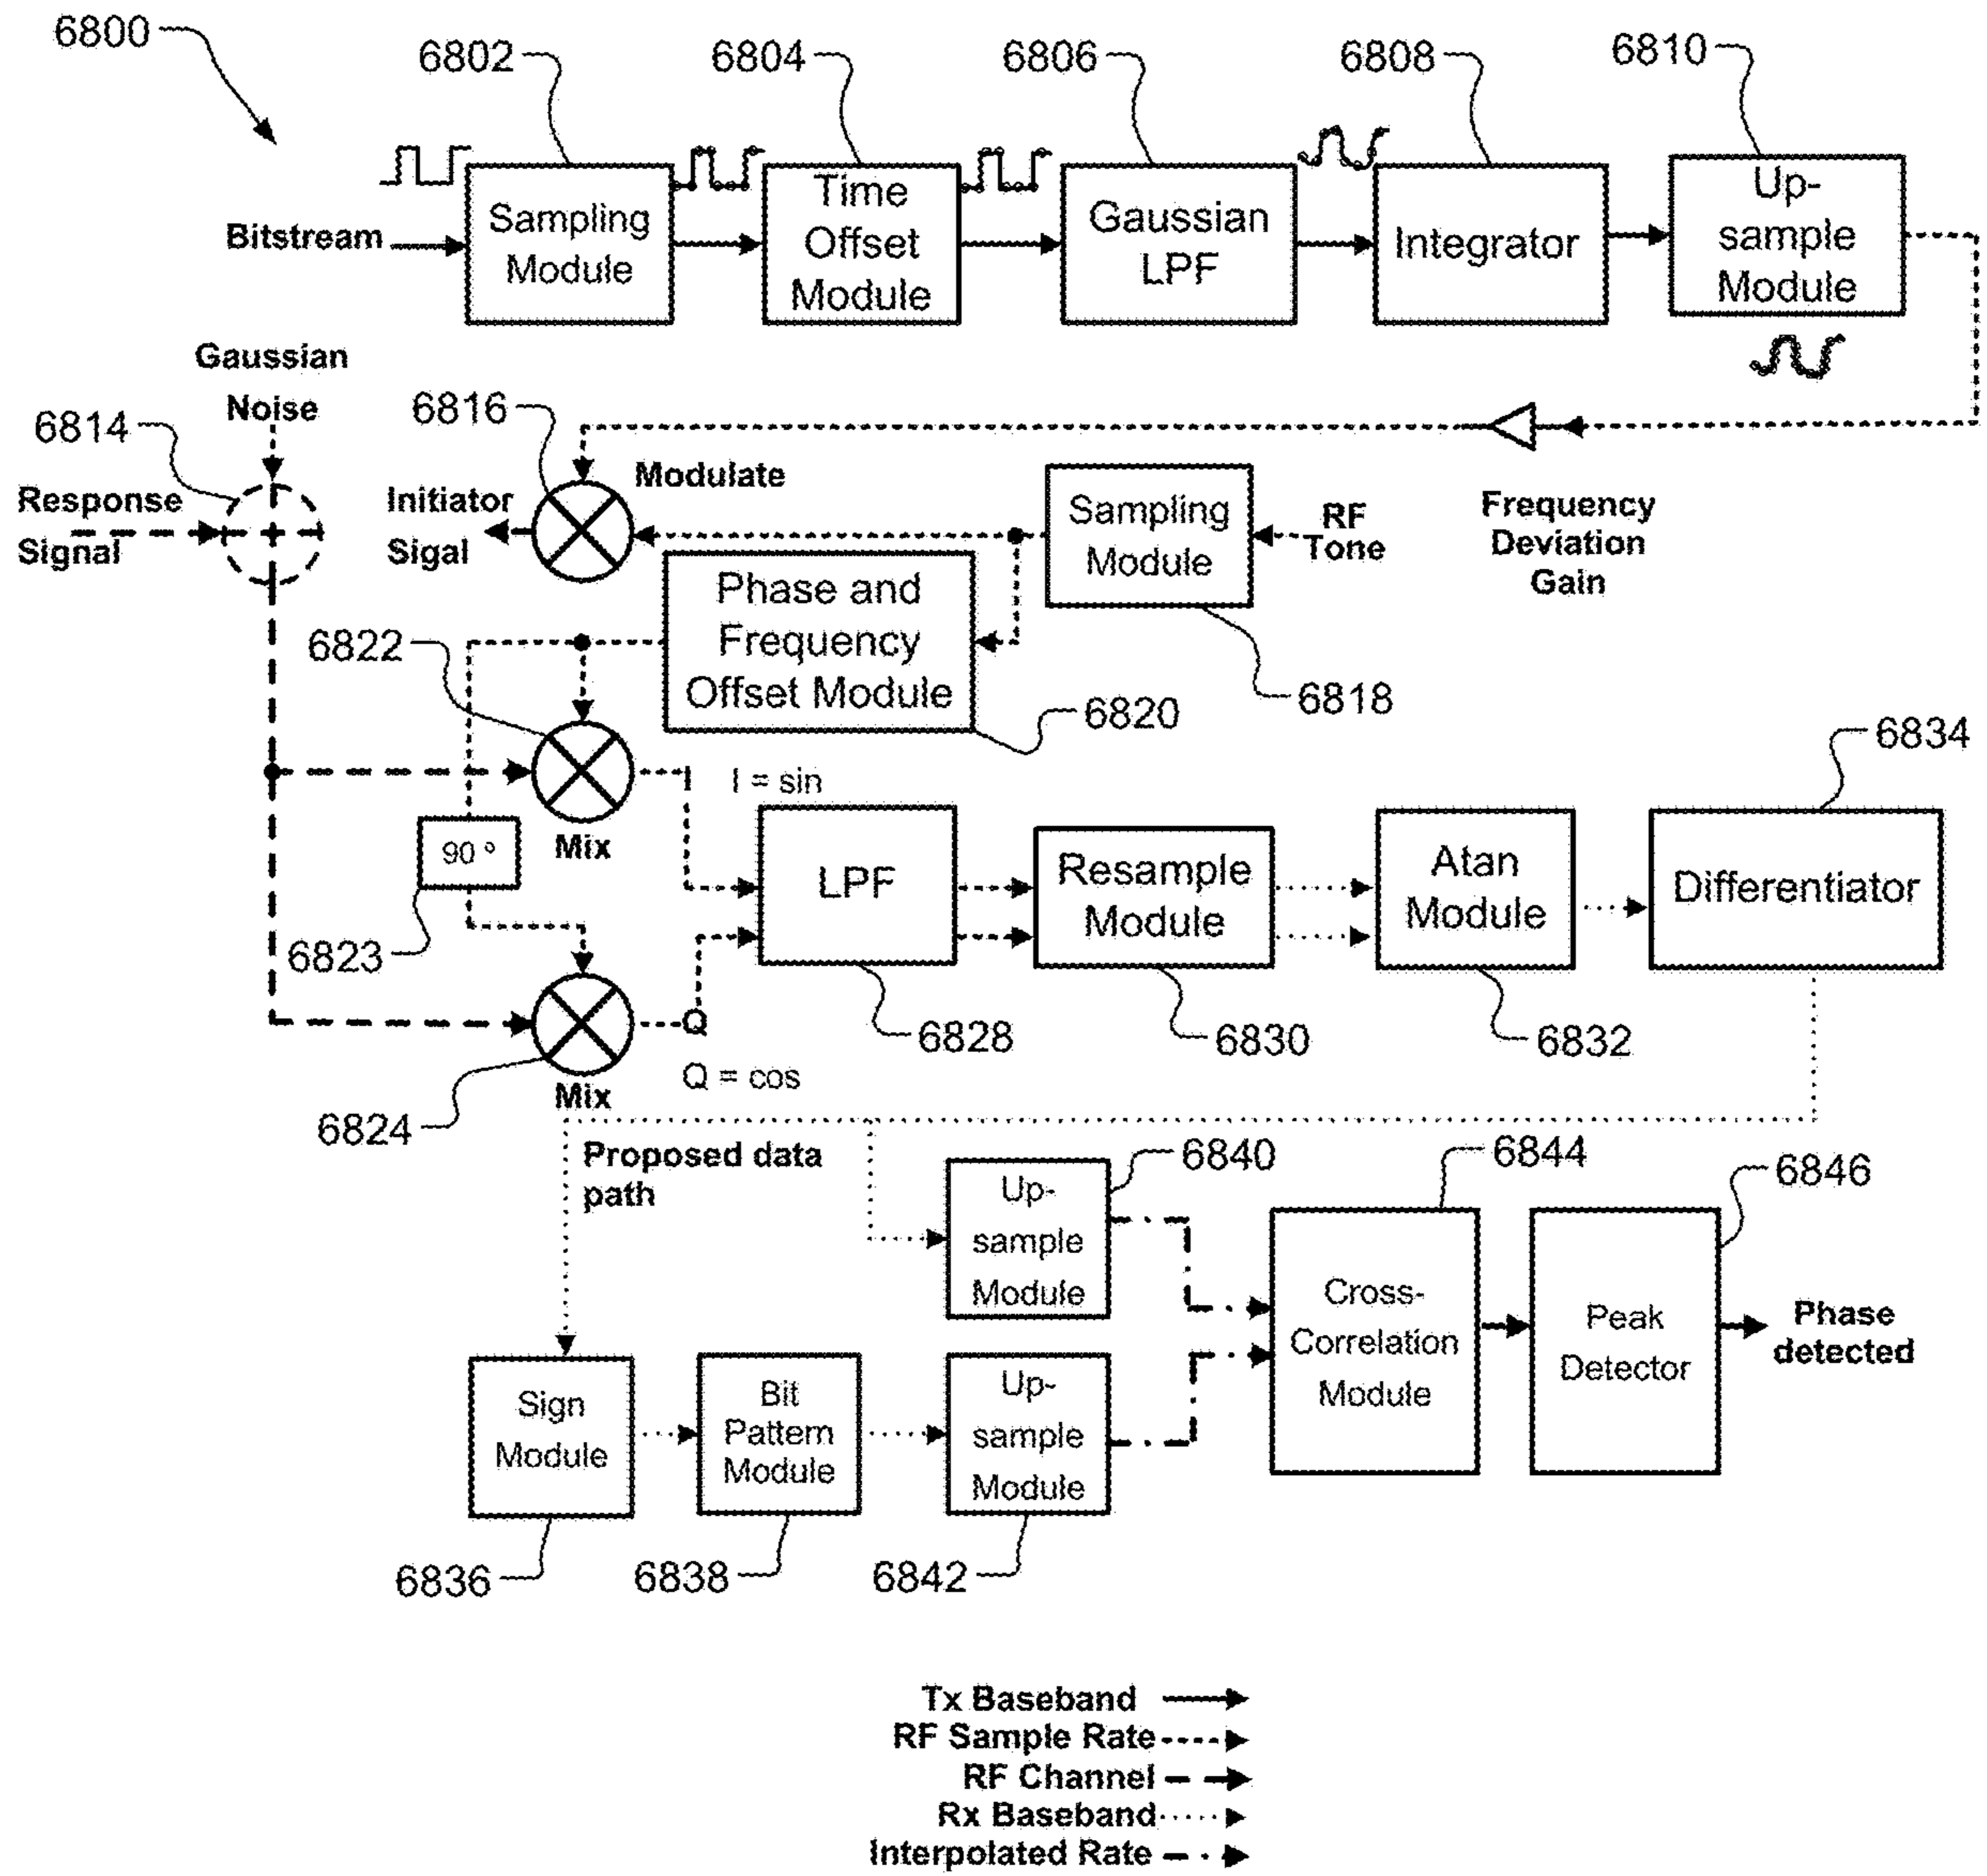 6800
6802
6804
6806
6808
6810
Bitstream
Sampling
Module
Time
Offset
Module
Gaussian
LPF
Integrator
Up-
sample
Module
Gaussian
Noise
6814
6816
Response
Signal
Initiator
Sigal
Modulate
Sampling
Module
RF
Tone
Frequency
Deviation
Gain
Phase and
Frequency
Offset Module
6818
6820
6822
I
I = sin
Mix
90 °
6823
LPF
Resample
Module
Atan
Module
Differentiator
6834
6828
6830
6832
Q
Q = cos
Mix
6824
Proposed data
path
6840
Up-
sample
Module
6844
6846
Cross-
Correlation
Module
Peak
Detector
Phase
detected
Sign
Module
Bit
Pattern
Module
Up-
sample
Module
6836
6838
6842
Tx Baseband
RF Sample Rate
RF Channel
Rx Baseband
Interpolated Rate